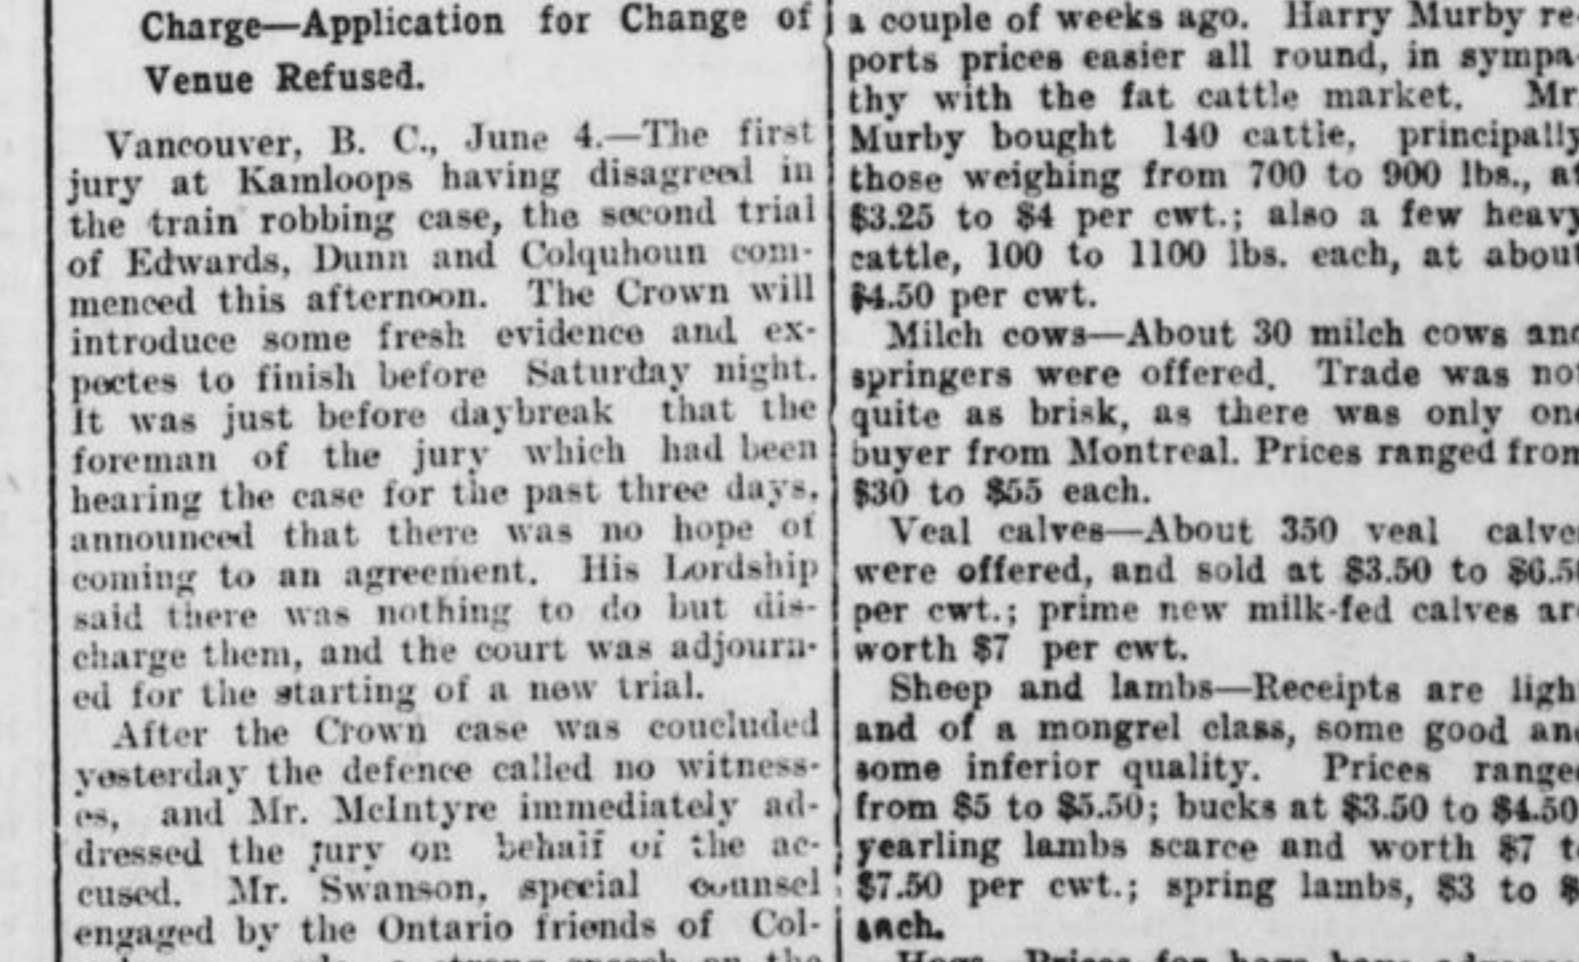 Charge—Application for Change of
Venue Refused.
Vancouver, B. C., June 4.—The first
jury at Kamloops having disagreed in
the train robbing case, the second trial
of Edwards, Dunn and Colquhoun com-
menced this afternoon. The Crown will
introduce some fresh evidence and ex-
pectes to finish before Saturday night.
It was just before daybreak that the
foreman of the jury which had been
hearing the case for the past three days,
announced that there was no hope of
coming to an agreement. His Lordship
said there was nothing to do but dis-
charge them, and the court was adjourn-
ed for the starting of a new trial.
After the Crown case was concluded
yesterday the defence called no witness-
es, and Mr. McIntyre immediately ad-
dressed the jury on behalf of the ac-
cused. Mr. Swanson, special counsel
engaged by the Ontario friends of Col-
strong speech on the
a couple of weeks ago. Harry Murby re-
ports prices easier all round, in sympa-
thy with the fat cattle market. Mr.
Murby bought 140 cattle, principally
those weighing from 700 to 900 lbs., at
$3.25 to $4 per cwt.; also a few heavy
cattle, 100 to 1100 lbs. each, at about
$4.50 per cwt.
Milch cows—About 30 milch cows and
springers were offered. Trade was not
quite as brisk, as there was only one
buyer from Montreal. Prices ranged from
$30 to $55 each.
Veal calves—About 350 veal calve
were offered, and sold at $3.50 to $6.50
per cwt.; prime new milk-fed calves are
worth $7 per cwt.
Sheep and lambs—Receipts are light
and of a mongrel class, some good and
some inferior quality. Prices ranged
from $5 to $5.50; bucks at $3.50 to $4.50
yearling lambs scarce and worth $7 to
$7.50 per cwt.; spring lambs, $3 to $
each.
Hogs—Prices for hogs have